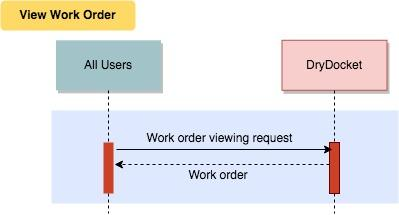 View Work Order
All Users
DryDocket
Work order viewing request
Work order